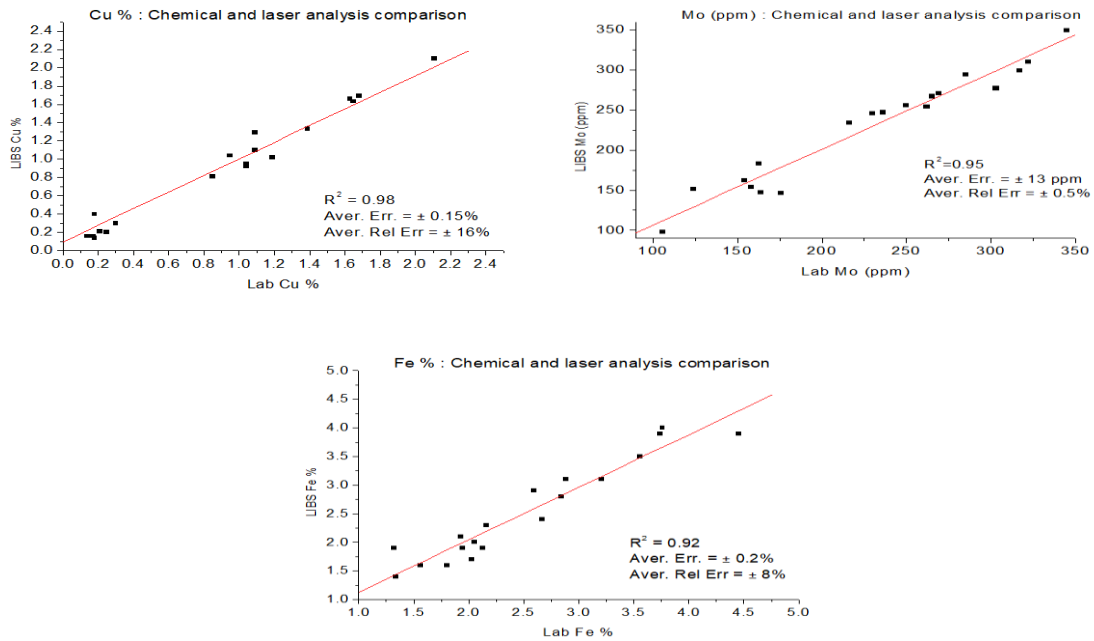 Cu % : Chemical and laser analysis comparison
2.4
2.2
2.0
1.8
1.6
1.4
1.2
1.0
0.8
0.6
0.4
0.2
0.0
LIBS Cu %
R² = 0.98
Aver. Err. = ± 0.15%
Aver. Rel Err = ± 16%
0.0 0.2 0.4 0.6 0.8 1.0 1.2 1.4 1.6 1.8 2.0 2.2 2.4
Lab Cu %
Mo (ppm) : Chemical and laser analysis comparison
350
300
250
200
150
100
LIBS Mo (ppm)
R²=0.95
Aver. Err. = ± 13 ppm
Aver. Rel Err = ± 0.5%
100 150 200 250 300 350
Lab Mo (ppm)
Fe % : Chemical and laser analysis comparison
5.0
4.5
4.0
3.5
3.0
2.5
2.0
1.5
1.0
LIBS Fe %
R² = 0.92
Aver. Err. = ± 0.2%
Aver. Rel Err = ± 8%
1.0 1.5 2.0 2.5 3.0 3.5 4.0 4.5 5.0
Lab Fe %